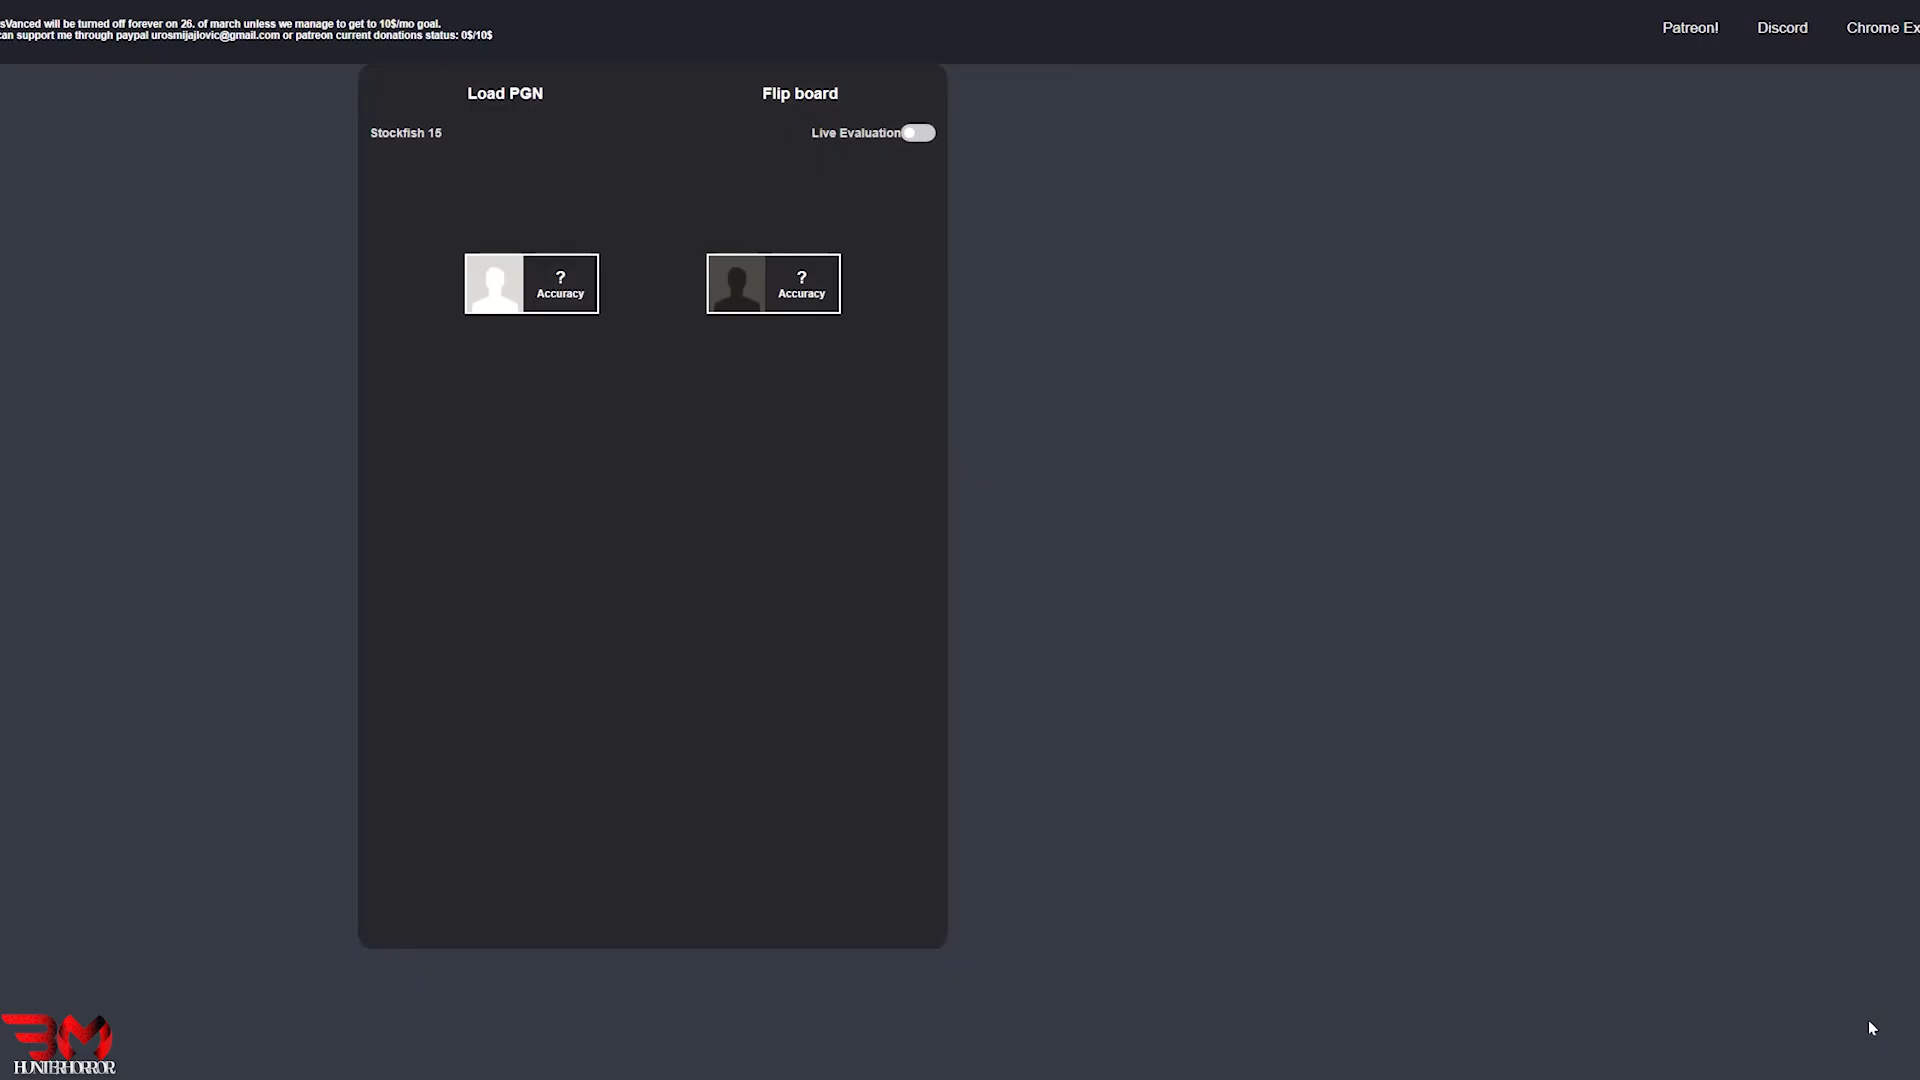 sVanced will be turned off forever on 26. of march unless we manage to get to 10$/mo goal.
can support me through paypal urosmijajlovic@gmail.com or patreon current donations status: 0$/10$
Patreon!
Discord
Chrome Ex
Load PGN
Flip board
Stockfish 15
Live Evaluation
?
Accuracy
?
Accuracy
3M
HUNTERHORROR